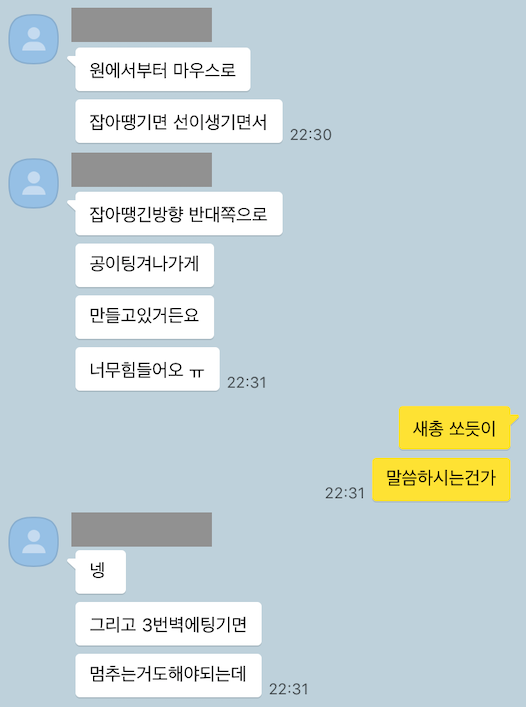 원에서부터 마우스로
잡아땡기면 선이생기면서
22:30
잡아땡긴방향 반대쪽으로
공이팅겨나가게
만들고있거든요
너무힘들어오 ㅠ
22:31
새총 쏘듯이
말씀하시는건가
22:31
넹
그리고 3번벽에팅기면
멈추는거도해야되는데
22:31